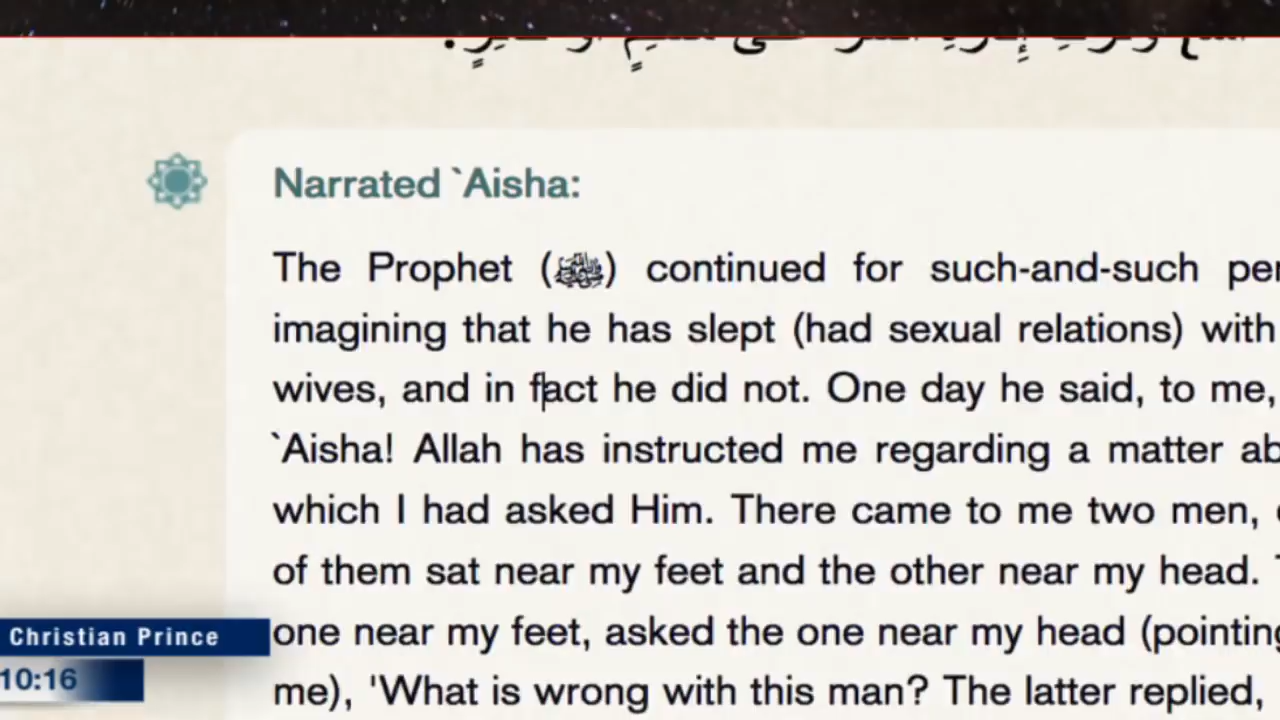 Narrated `Aisha:
The Prophet (ﷺ) continued for such-and-such
imagining that he has slept (had sexual relations) with
wives, and in fact he did not. One day he said, to me,
`Aisha! Allah has instructed me regarding a matter
which I had asked Him. There came to me two men,
of them sat near my feet and the other near my head.
one near my feet, asked the one near my head (pointing
me), 'What is wrong with this man? The latter replied,
Christian Prince
10:16